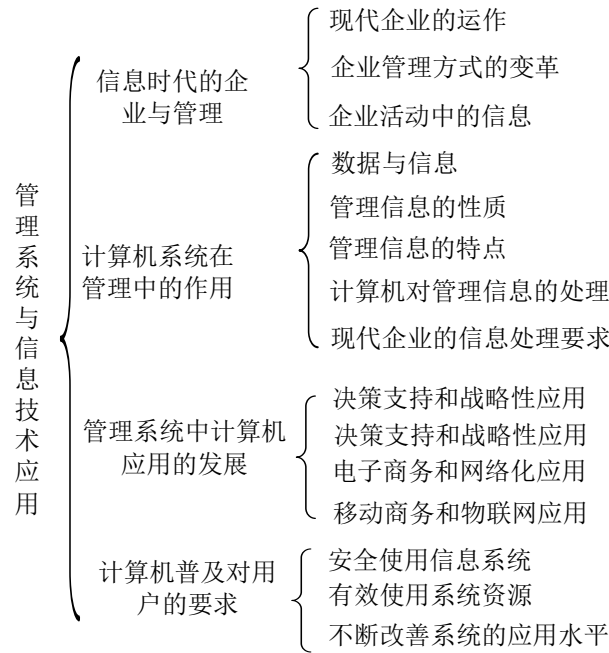 管理系统与信息技术应用
信息时代的企
业与管理
现代企业的运作
企业管理方式的变革
企业活动中的信息
计算机系统在
管理中的作用
数据与信息
管理信息的性质
管理信息的特点
计算机对管理信息的处理
现代企业的信息处理要求
管理系统中计算机
应用的发展
决策支持和战略性应用
决策支持和战略性应用
电子商务和网络化应用
移动商务和物联网应用
计算机普及对用
户的要求
安全使用信息系统
有效使用系统资源
不断改善系统的应用水平